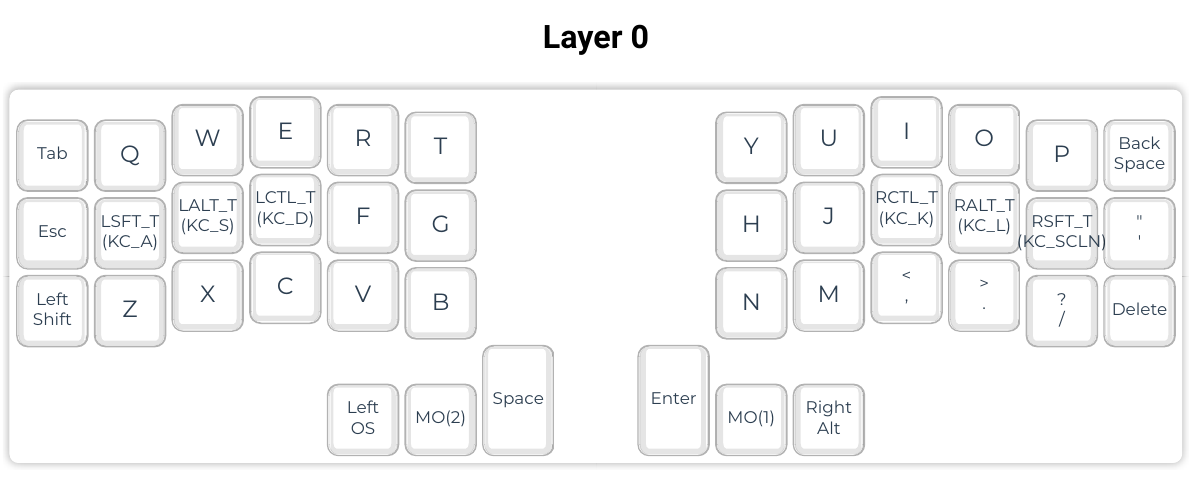 Layer 0
Tab
Q
W
E
R
T
Y
U
I
O
P
Back
Space
Esc
LSFT_T
(KC_A)
LALT_T
(KC_S)
LCTL_T
(KC_D)
F
G
H
J
RCTL_T
(KC_K)
RALT_T
(KC_L)
RSFT_T
(KC_SCLN)
"
'
Left
Shift
Z
X
C
V
B
N
M
<
,
>
.
?
/
Delete
Left
OS
MO(2)
Space
Enter
MO(1)
Right
Alt